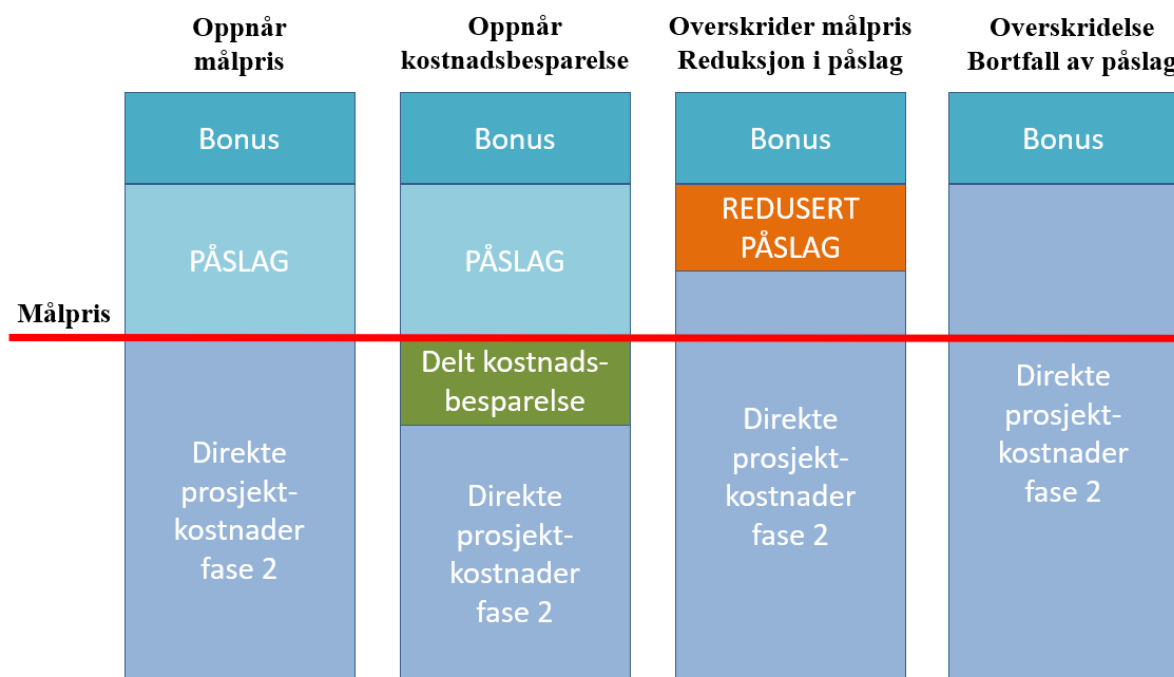 Oppnår
målpris
Oppnår
kostnadsbesparelse
Overskrider målpris
Reduksjon i påslag
Overskridelse
Bortfall av påslag
Bonus
Bonus
Bonus
Bonus
PÅSLAG
PÅSLAG
REDUSERT
PÅSLAG
Målpris
Direkte
prosjekt-
kostnader
fase 2
Delt kostnads-
besparelse
Direkte
prosjekt-
kostnader
fase 2
Direkte
prosjekt-
kostnader
fase 2
Direkte
prosjekt-
kostnader
fase 2